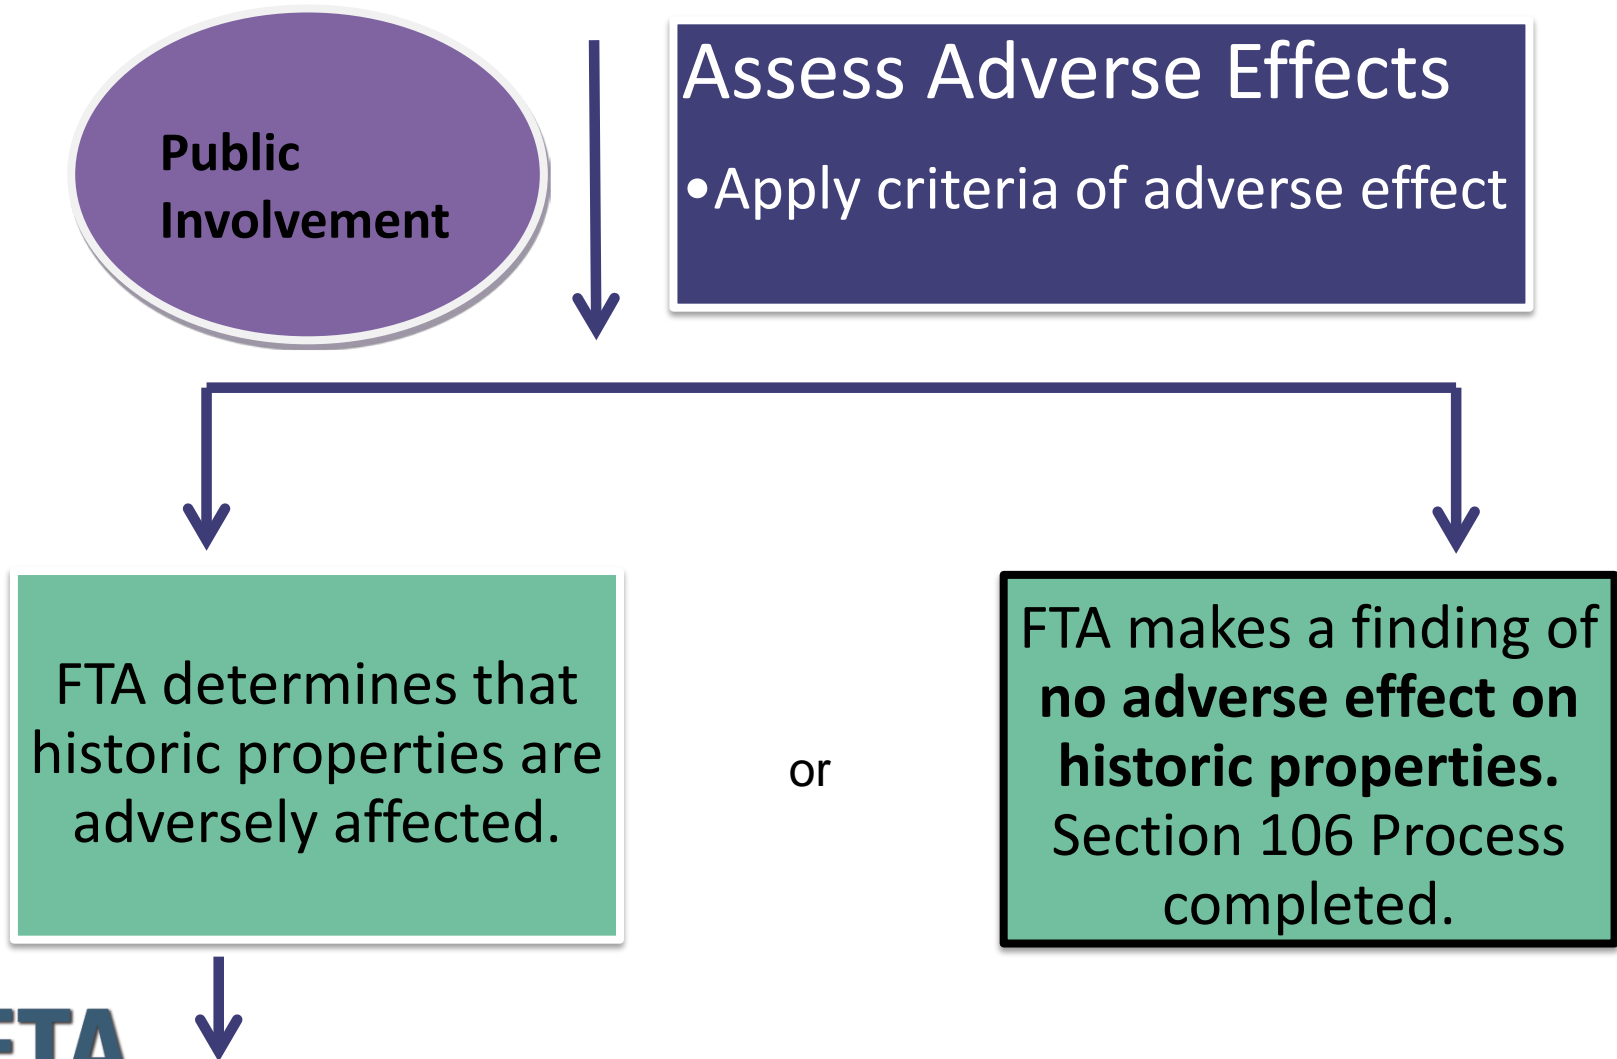 Public
Involvement
Assess Adverse Effects
•Apply criteria of adverse effect
FTA determines that
historic properties are
adversely affected.
or
FTA makes a finding of
no adverse effect on
historic properties.
Section 106 Process
completed.
FTA